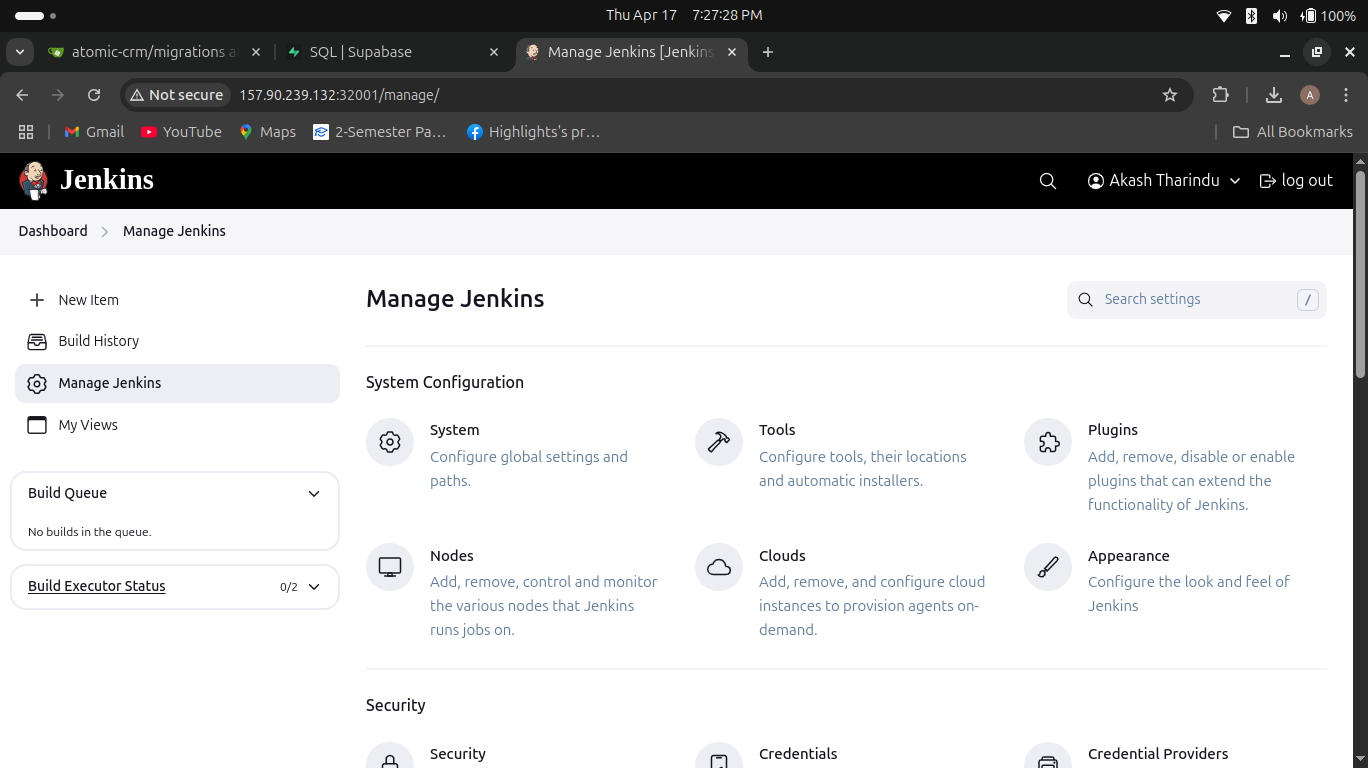 Thu Apr 17 7:27:28 PM
100%
atomic-crm/migrations a
SQL | Supabase
Manage Jenkins [Jenkins
Not secure
157.90.239.132:32001/manage/
A
Gmail
YouTube
Maps
2-Semester Pa...
Highlights's pr...
All Bookmarks
Jenkins
Akash Tharindu
log out
Dashboard
Manage Jenkins
New Item
Build History
Manage Jenkins
My Views
Build Queue
No builds in the queue.
Build Executor Status
0/2
Manage Jenkins
Search settings
/
System Configuration
System
Configure global settings and
paths.
Tools
Configure tools, their locations
and automatic installers.
Plugins
Add, remove, disable or enable
plugins that can extend the
functionality of Jenkins.
Nodes
Add, remove, control and monitor
the various nodes that Jenkins
runs jobs on.
Clouds
Add, remove, and configure cloud
instances to provision agents on-
demand.
Appearance
Configure the look and feel of
Jenkins
Security
Security
Credentials
Credential Providers